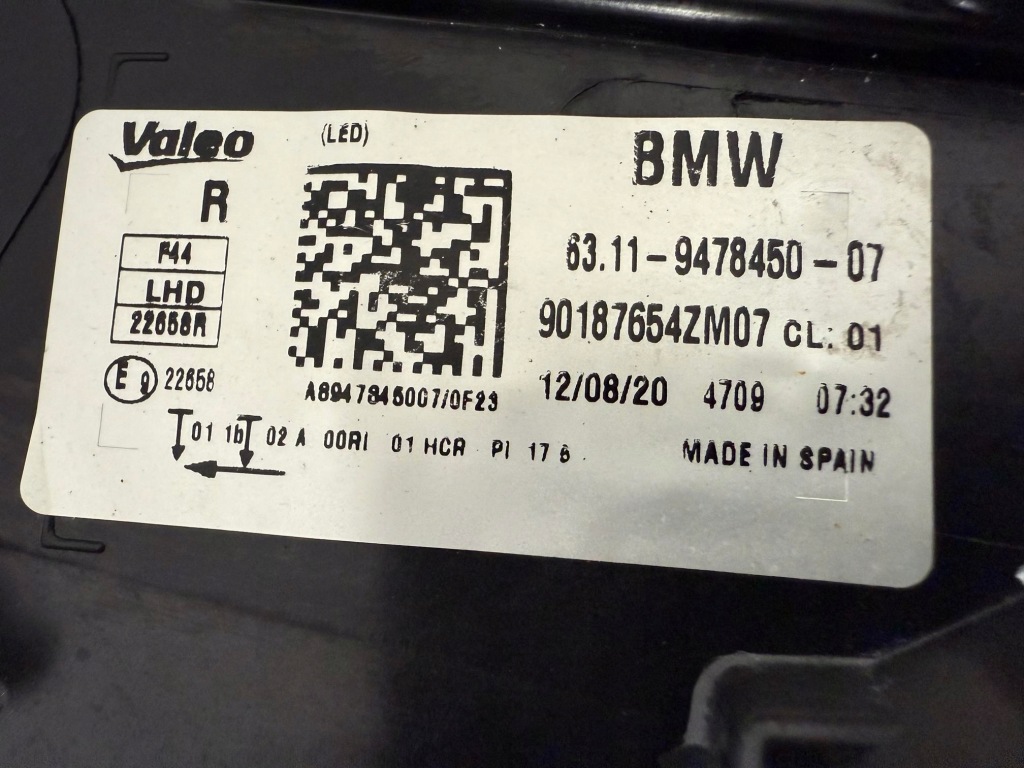 Valeo (LED) BMW
R
F44
LHD
22658R
63.11-9478450-07
90187654ZM07 CL: 01
E 9 22658
A89478450G7/0F23
12/08/20 4709 07:32
01 1b 02 A 00RI 01 HCR PI 17 6
MADE IN SPAIN